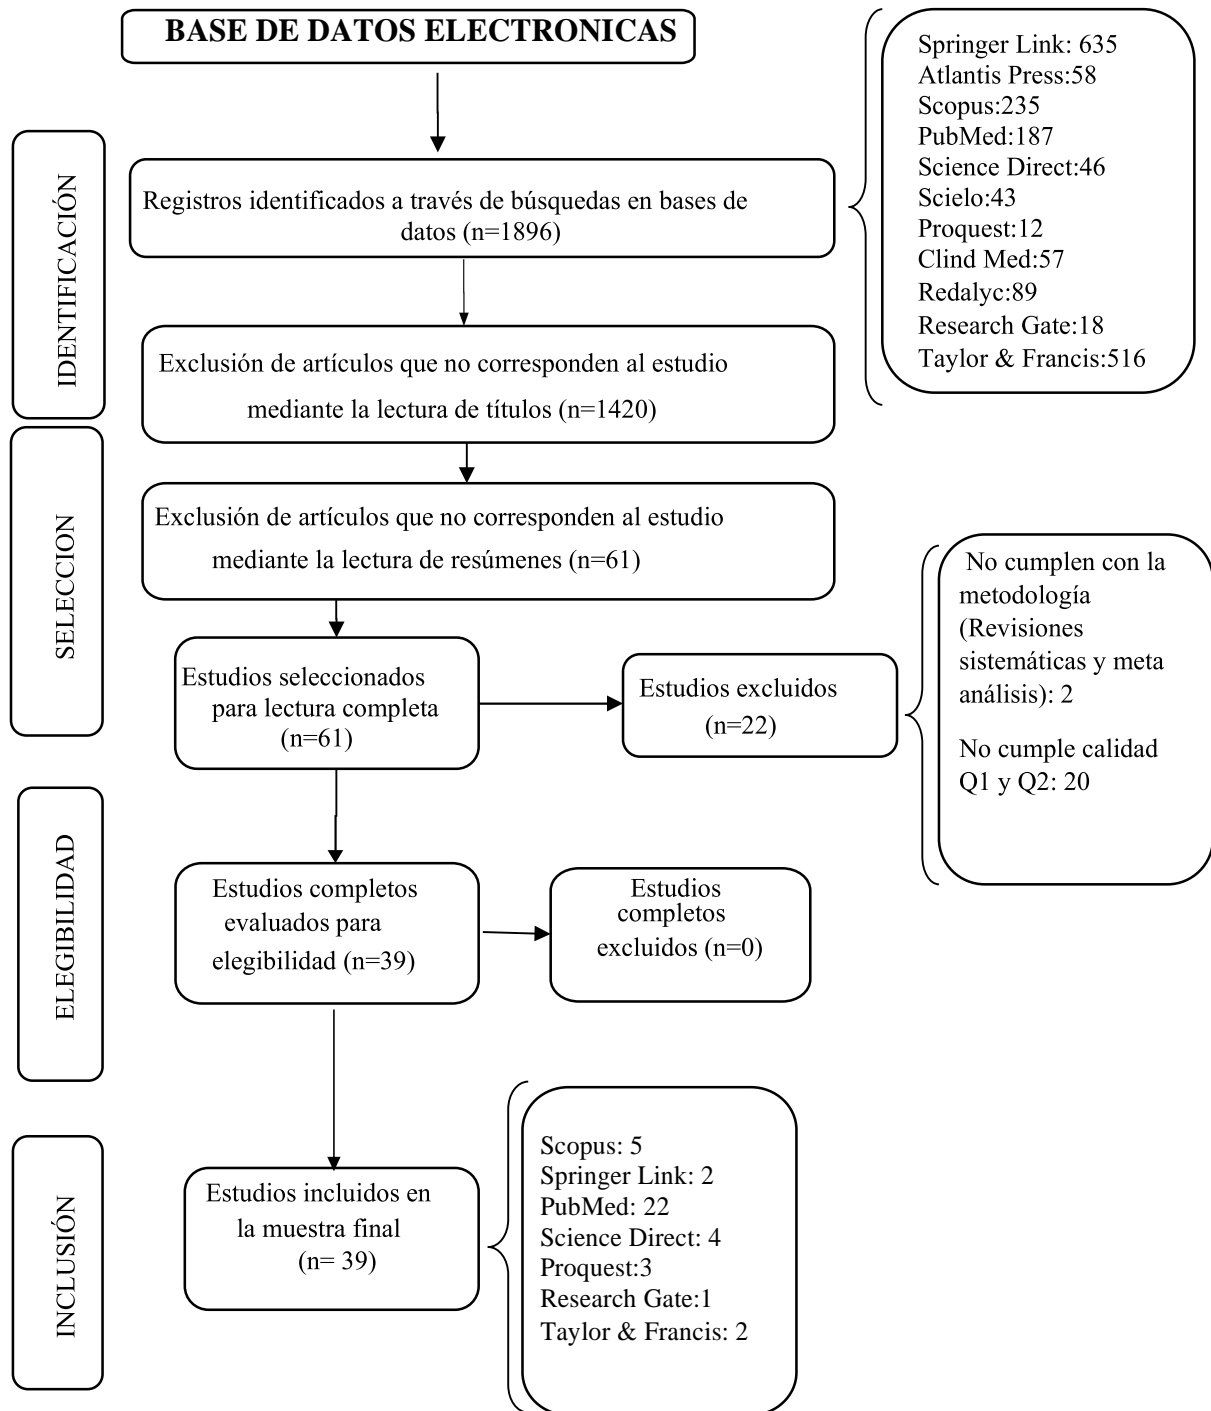 BASE DE DATOS ELECTRONICAS
Springer Link: 635
Atlantis Press:58
Scopus:235
PubMed:187
Science Direct:46
Scielo:43
Proquest:12
Clind Med:57
Redalyc:89
Research Gate:18
Taylor & Francis:516
IDENTIFICACIÓN
Registros identificados a través de búsquedas en bases de
datos (n=1896)
Exclusión de artículos que no corresponden al estudio
mediante la lectura de títulos (n=1420)
SELECCION
Exclusión de artículos que no corresponden al estudio
mediante la lectura de resúmenes (n=61)
Estudios seleccionados
para lectura completa
(n=61)
Estudios excluidos
(n=22)
No cumplen con la
metodología
(Revisiones
sistemáticas y meta
análisis): 2
No cumple calidad
Q1 y Q2: 20
ELEGIBILIDAD
Estudios completos
evaluados para
elegibilidad (n=39)
Estudios
completos
excluidos (n=0)
INCLUSIÓN
Estudios incluidos en
la muestra final
(n= 39)
Scopus: 5
Springer Link: 2
PubMed: 22
Science Direct: 4
Proquest:3
Research Gate:1
Taylor & Francis: 2